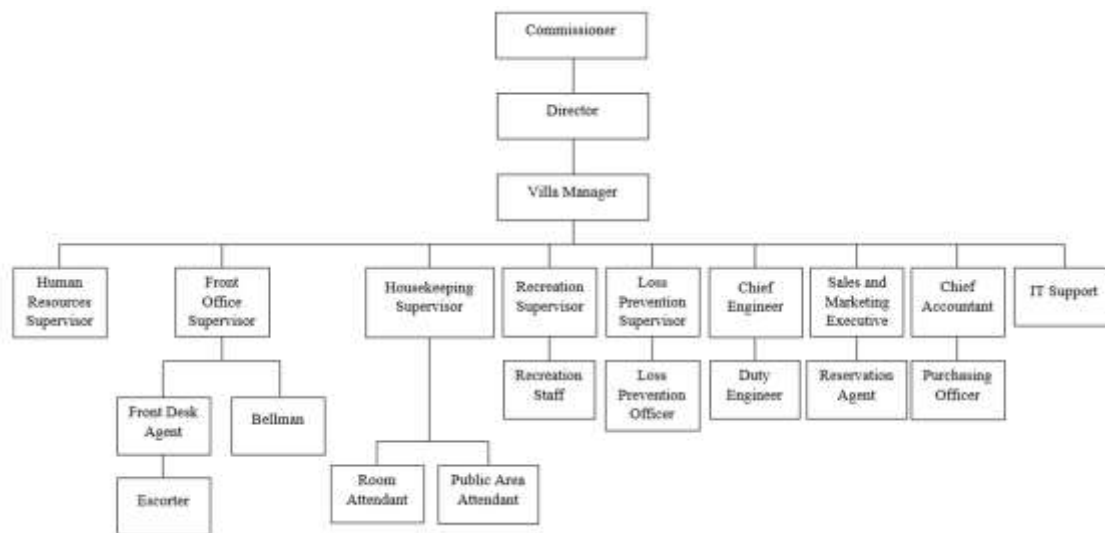 Commissioner
Director
Villa Manager
Human
Resources
Supervisor
Front
Office
Supervisor
Housekeeping
Supervisor
Recreation
Supervisor
Loss
Prevention
Supervisor
Chief
Engineer
Sales and
Marketing
Executive
Chief
Accountant
IT Support
Front Desk
Agent
Bellman
Recreation
Staff
Loss
Prevention
Officer
Duty
Engineer
Reservation
Agent
Purchasing
Officer
Escorter
Room
Attendant
Public Area
Attendant